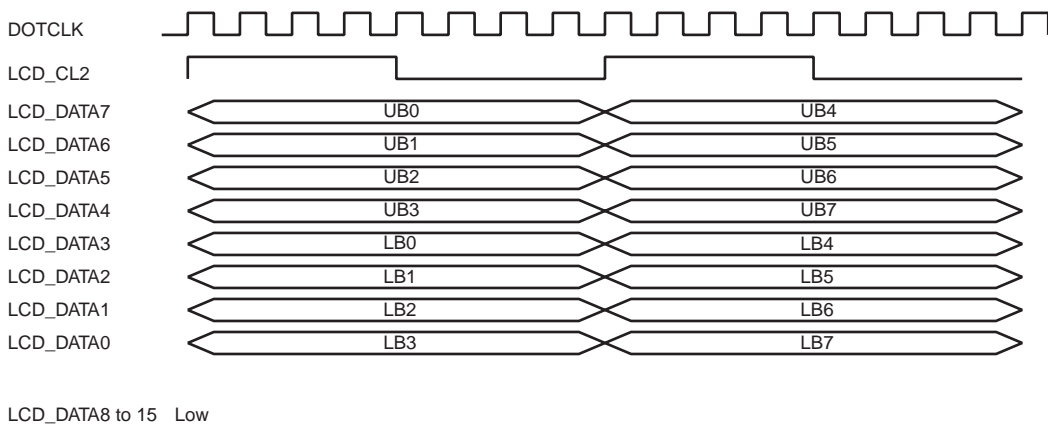 DOTCLK
LCD_CL2
LCD_DATA7 UB0 UB4
LCD_DATA6 UB1 UB5
LCD_DATA5 UB2 UB6
LCD_DATA4 UB3 UB7
LCD_DATA3 LB0 LB4
LCD_DATA2 LB1 LB5
LCD_DATA1 LB2 LB6
LCD_DATA0 LB3 LB7
LCD_DATA8 to 15 Low